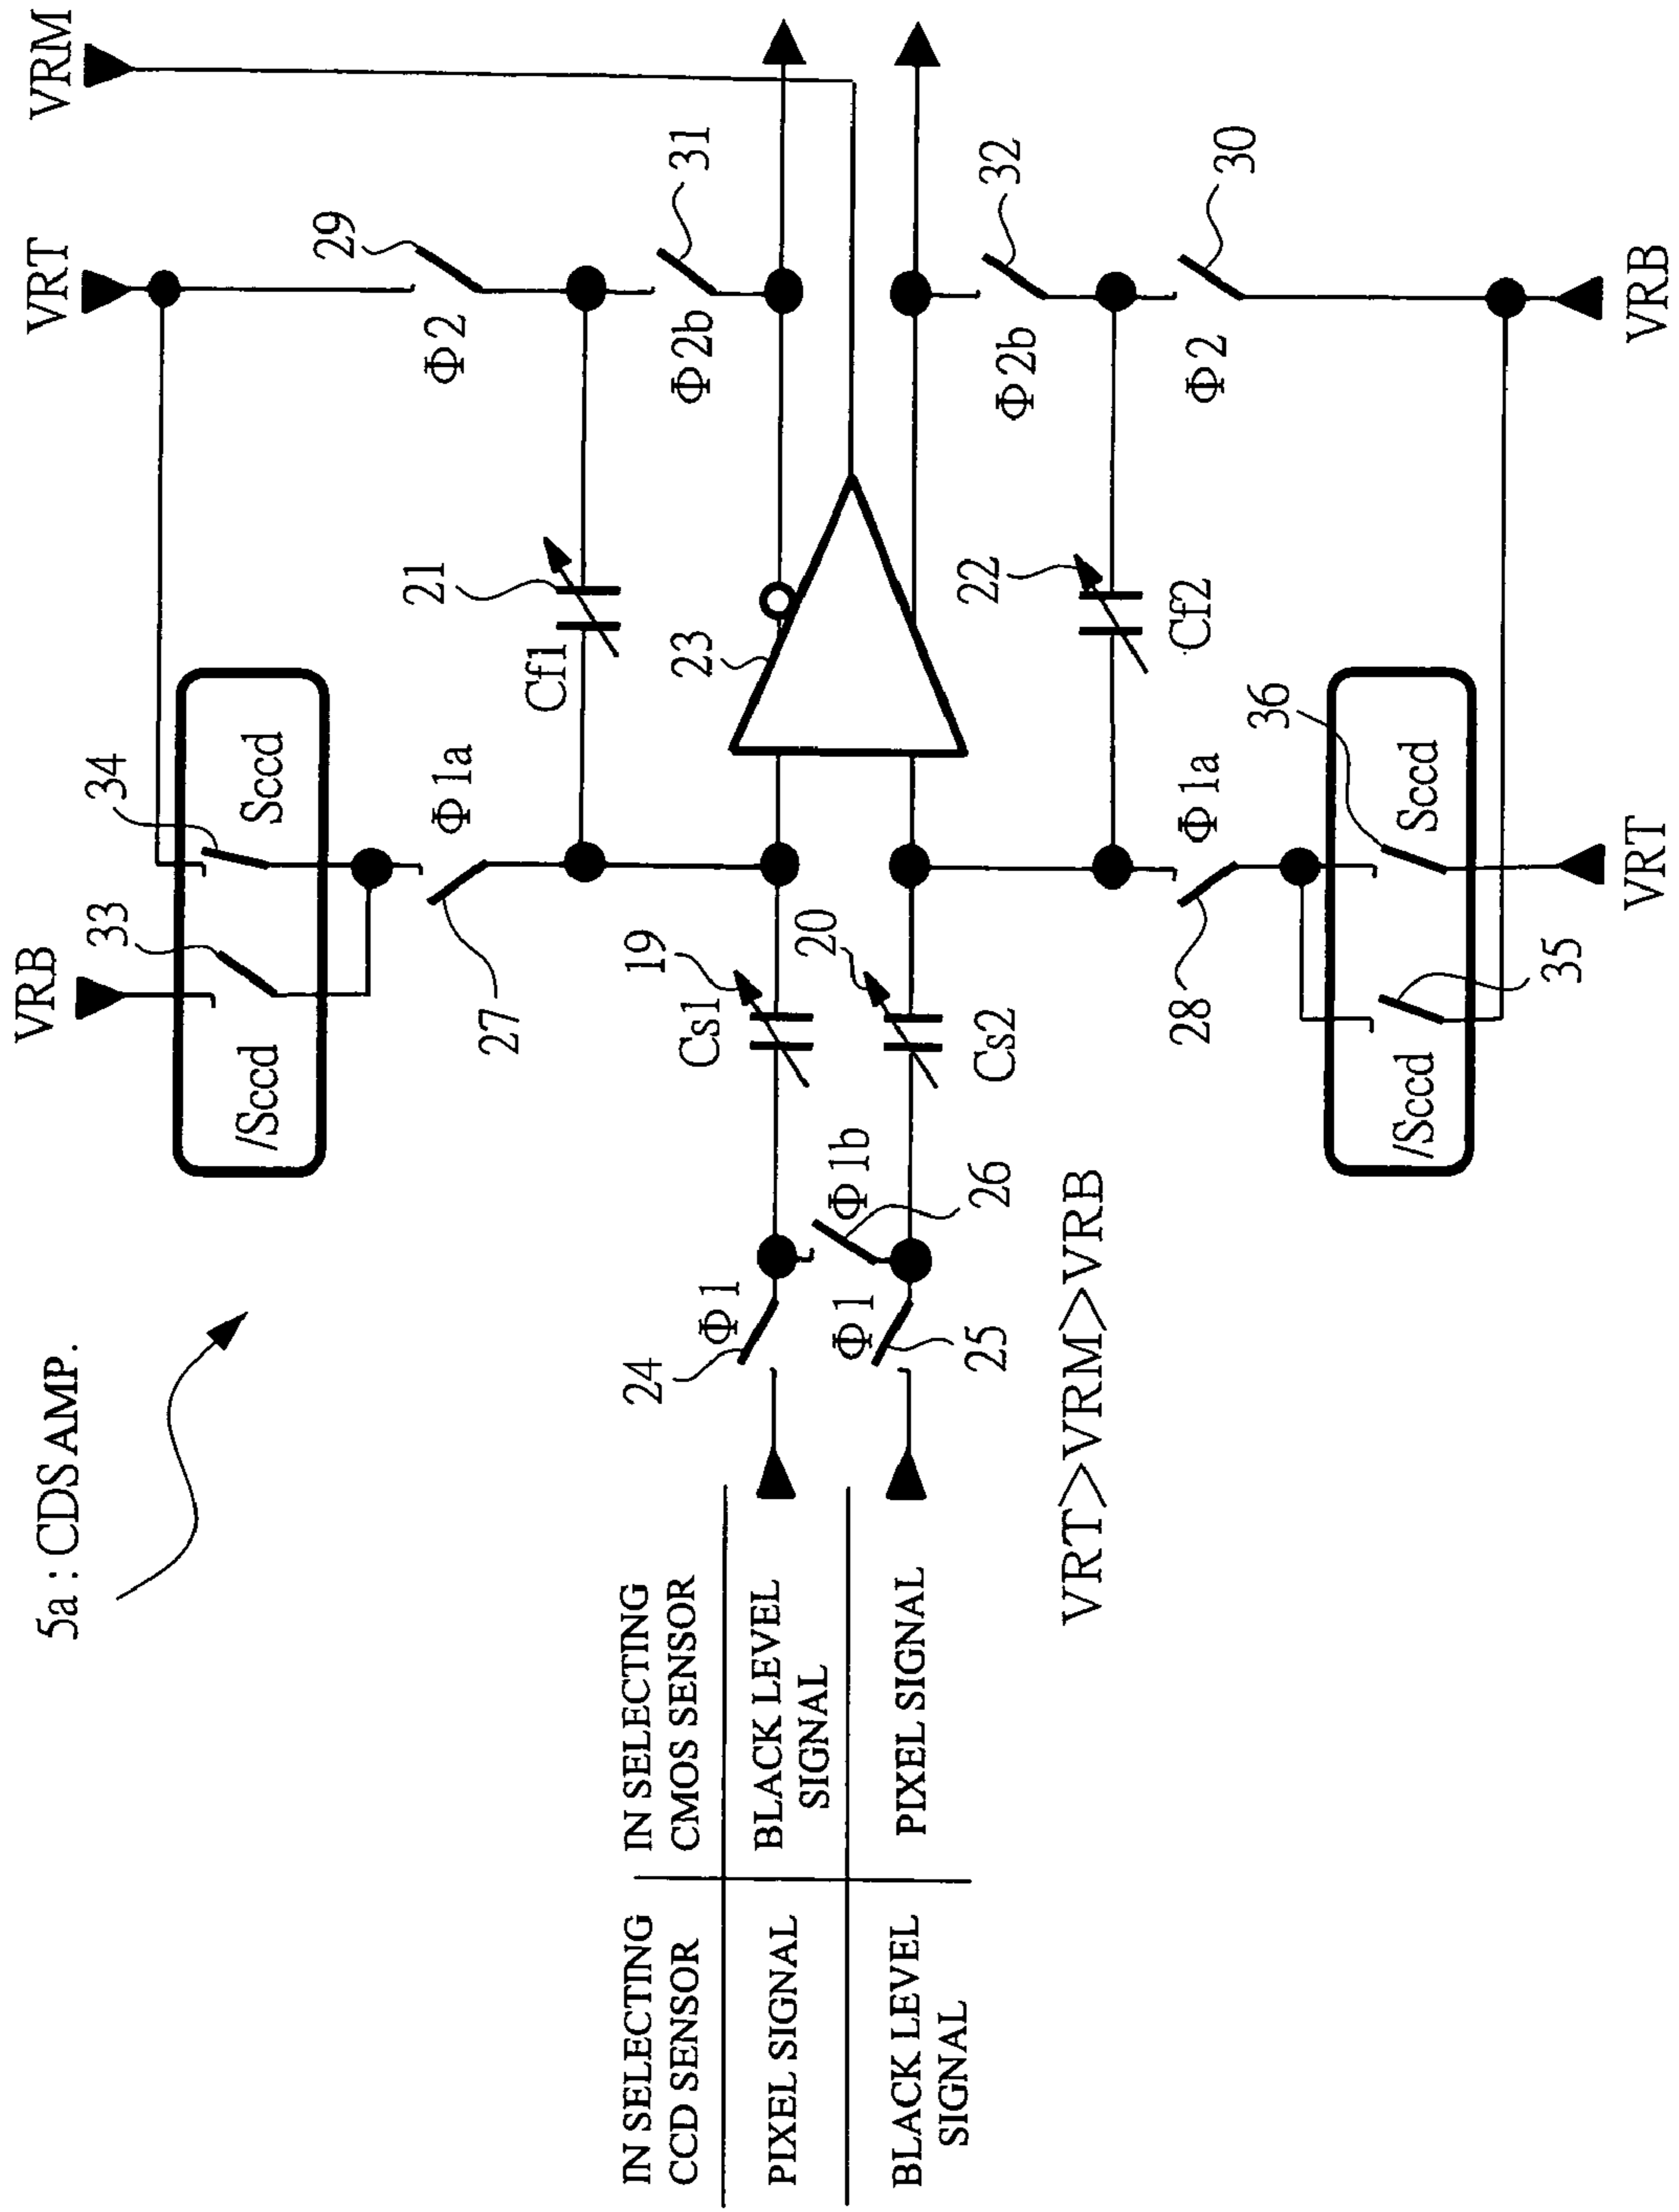 5a : CDS AMP.
VRB
VRT
VRM
33
34
/Sccd
Sccd
29
Φ2
27
Φ1a
Cf1
21
Φ2b
31
IN SELECTING
CCD SENSOR
IN SELECTING
CMOS SENSOR
PIXEL SIGNAL
BLACK LEVEL
SIGNAL
BLACK LEVEL
SIGNAL
PIXEL SIGNAL
24
Φ1
Cs1
19
23
Φ1
25
Φ1b
26
20
Cs2
VRT>VRM>VRB
28
Φ1a
22
Cf2
Φ2b
32
Φ2
30
36
/Sccd
Sccd
35
VRT
VRB